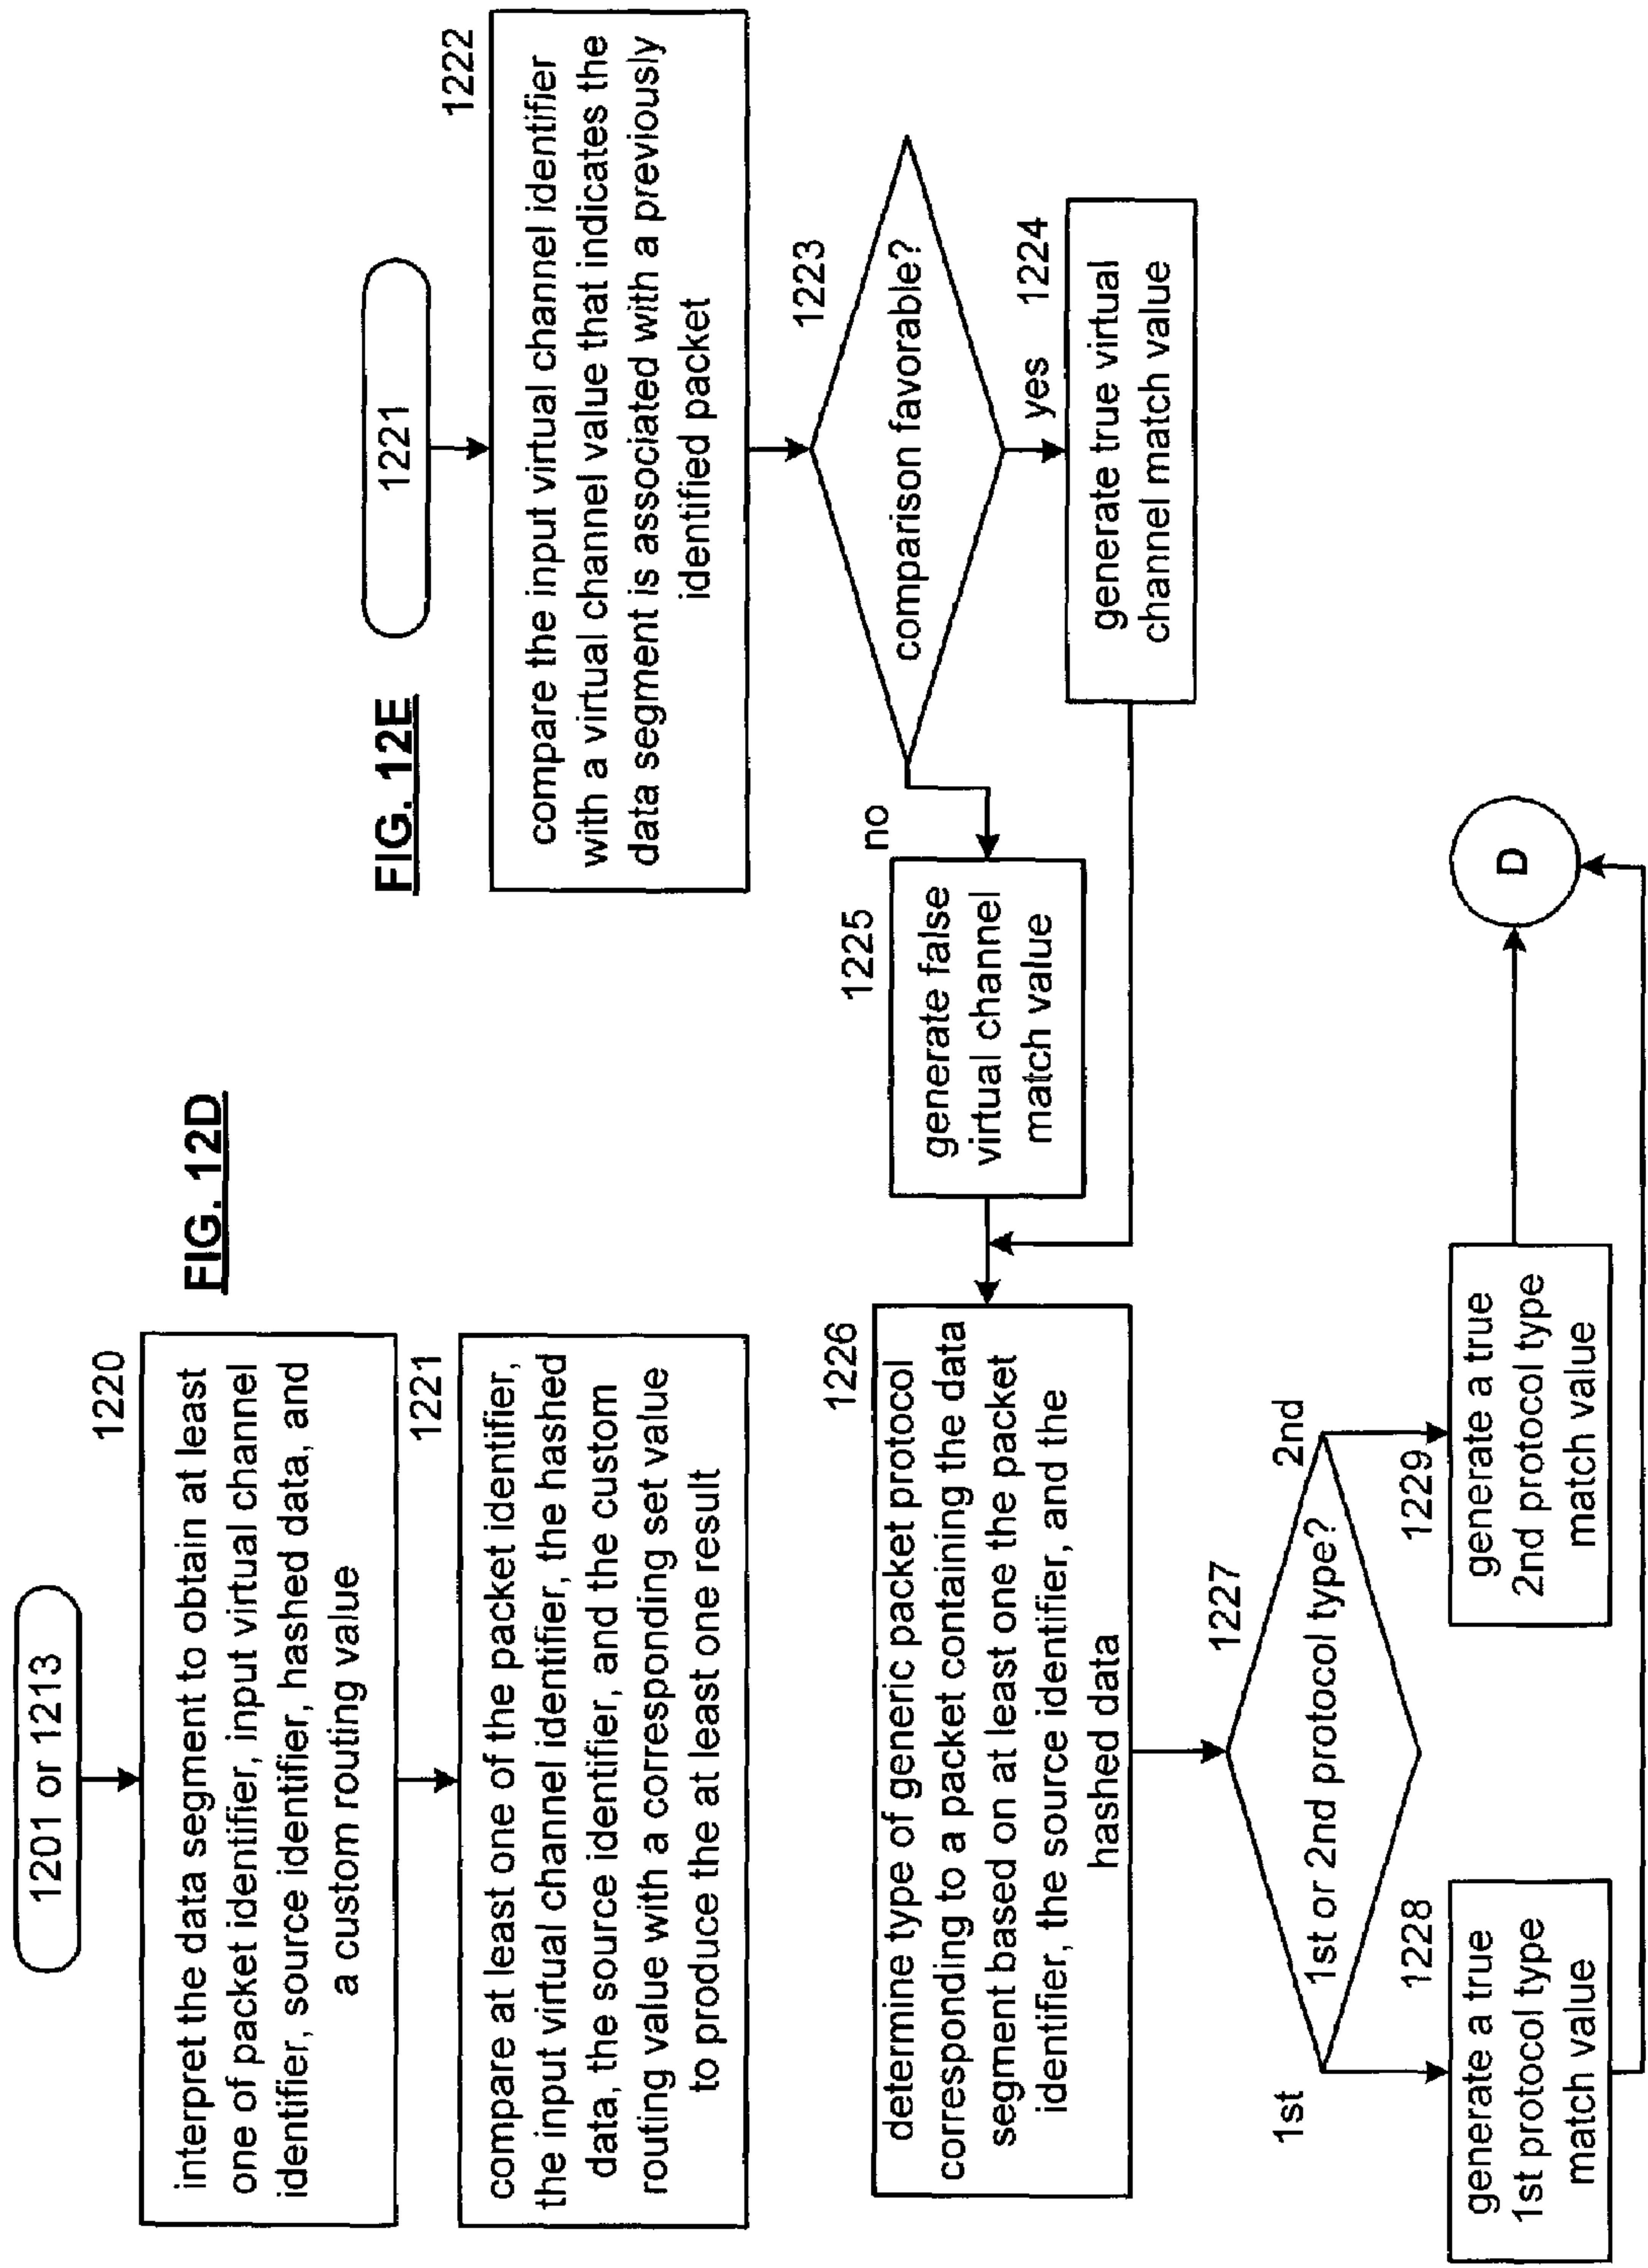 FIG. 12D
1201 or 1213
1220
interpret the data segment to obtain at least
one of packet identifier, input virtual channel
identifier, source identifier, hashed data, and
a custom routing value
1221
compare at least one of the packet identifier,
the input virtual channel identifier, the hashed
data, the source identifier, and the custom
routing value with a corresponding set value
to produce the at least one result
FIG. 12E
1221
1222
compare the input virtual channel identifier
with a virtual channel value that indicates the
data segment is associated with a previously
identified packet
1223
comparison favorable?
yes
1224
generate true virtual
channel match value
no
1225
generate false
virtual channel
match value
1226
determine type of generic packet protocol
corresponding to a packet containing the data
segment based on at least one the packet
identifier, the source identifier, and the
hashed data
1227
1st or 2nd protocol type?
1st
2nd
1228
generate a true
1st protocol type
match value
1229
generate a true
2nd protocol type
match value
D